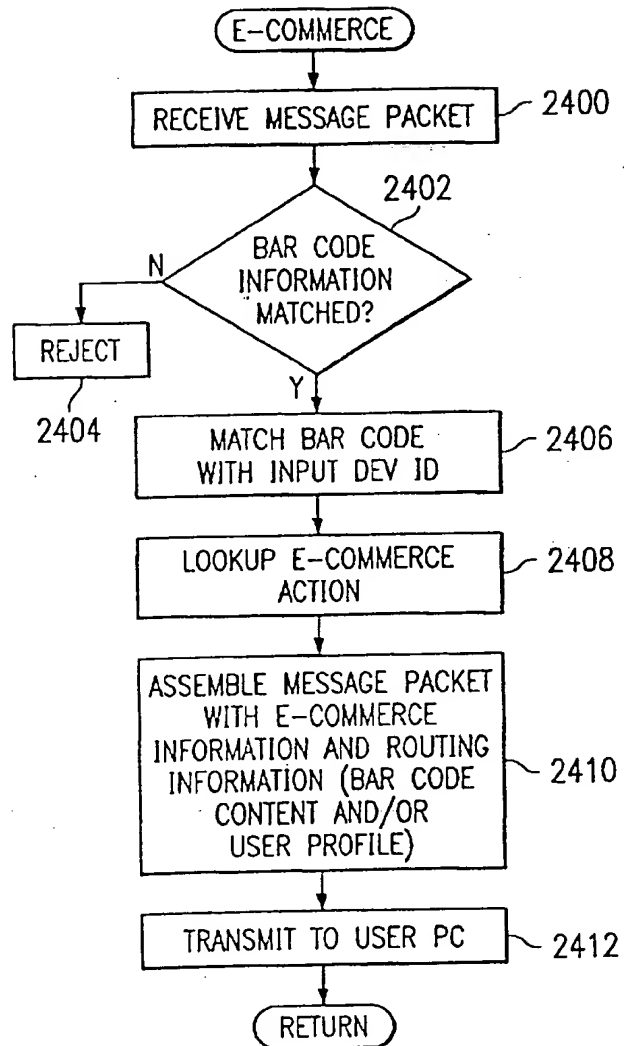 E-COMMERCE
RECEIVE MESSAGE PACKET
2400
2402
BAR CODE
INFORMATION
MATCHED?
N
REJECT
2404
Y
MATCH BAR CODE
WITH INPUT DEV ID
2406
LOOKUP E-COMMERCE
ACTION
2408
ASSEMBLE MESSAGE PACKET
WITH E-COMMERCE
INFORMATION AND ROUTING
INFORMATION (BAR CODE
CONTENT AND/OR
USER PROFILE)
2410
TRANSMIT TO USER PC
2412
RETURN